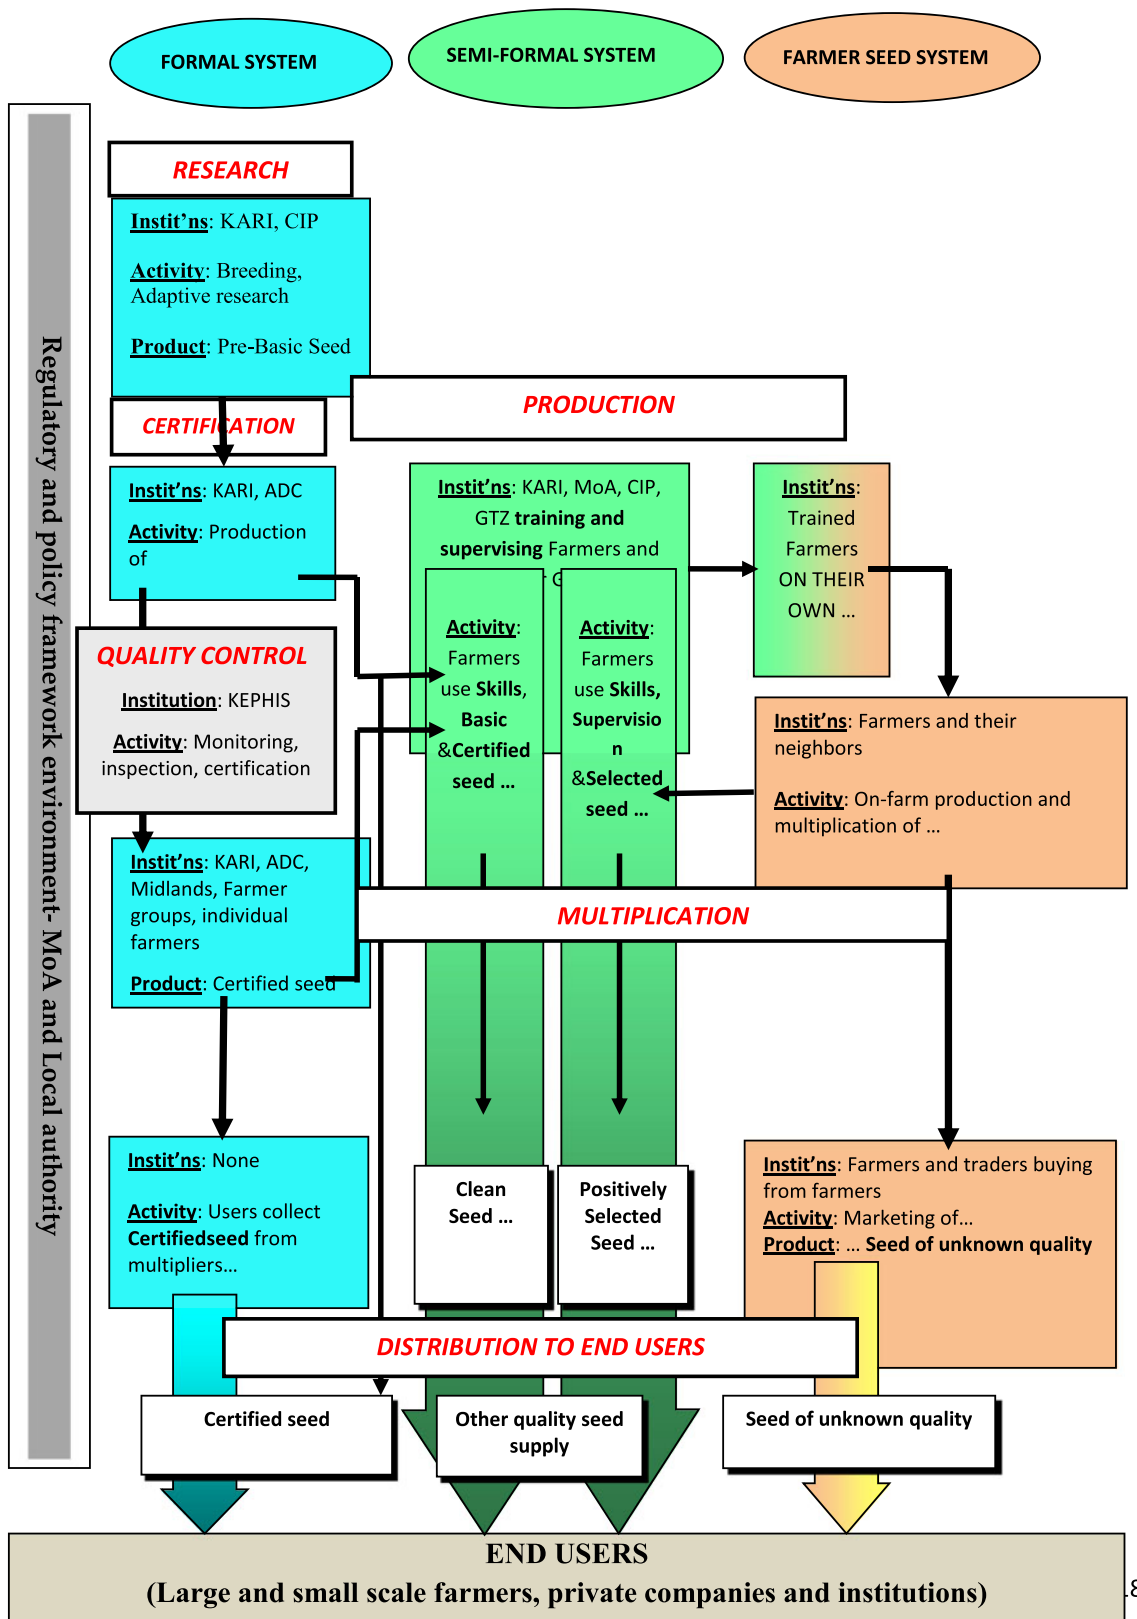 FORMAL SYSTEM
SEMI-FORMAL SYSTEM
FARMER SEED SYSTEM
Regulatory and policy framework environment- MoA and Local authority
RESEARCH
Instit'ns: KARI, CIP
Activity: Breeding,
Adaptive research
Product: Pre-Basic Seed
PRODUCTION
CERTIFICATION
Instit'ns: KARI, ADC
Activity: Production
of
Instit'ns: KARI, MoA, CIP,
GTZ training and
supervising Farmers and
Activity:
Farmers
use Skills,
Basic
&Certified
seed …
Activity:
Farmers
use Skills,
Supervisio
n
&Selected
seed …
Instit'ns:
Trained
Farmers
ON THEIR
OWN …
QUALITY CONTROL
Institution: KEPHIS
Activity: Monitoring,
inspection, certification
Instit'ns: Farmers and their
neighbors
Activity: On-farm production and
multiplication of …
Instit'ns: KARI, ADC,
Midlands, Farmer
groups, individual
farmers
Product: Certified seed
MULTIPLICATION
Instit'ns: None
Activity: Users collect
Certifiedseed from
multipliers…
Clean
Seed …
Positively
Selected
Seed …
Instit'ns: Farmers and traders buying
from farmers
Activity: Marketing of…
Product: … Seed of unknown quality
DISTRIBUTION TO END USERS
Certified seed
Other quality seed
supply
Seed of unknown quality
END USERS
(Large and small scale farmers, private companies and institutions)